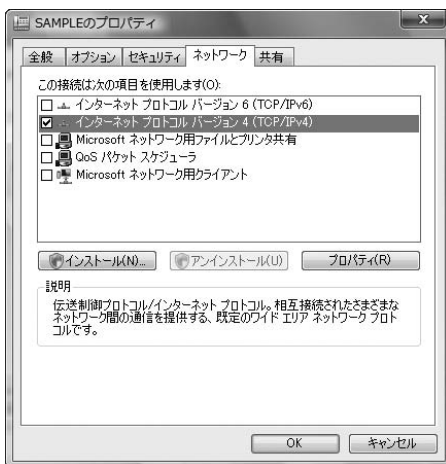 SAMPLEのプロパティ
全般 オプション セキュリティ ネットワーク 共有
この接続は次の項目を使用します(O):
インターネット プロトコル バージョン 6 (TCP/IPv6)
インターネット プロトコル バージョン 4 (TCP/IPv4)
Microsoft ネットワーク用ファイルとプリンタ共有
QoS パケット スケジューラ
Microsoft ネットワーク用クライアント
インストール(N)... アンインストール(U) プロパティ(R)
説明
伝送制御プロトコル/インターネット プロトコル。相互接続されたさまざまな
ネットワーク間の通信を提供する、既定のワイド エリア ネットワーク プロト
コルです。
OK キャンセル